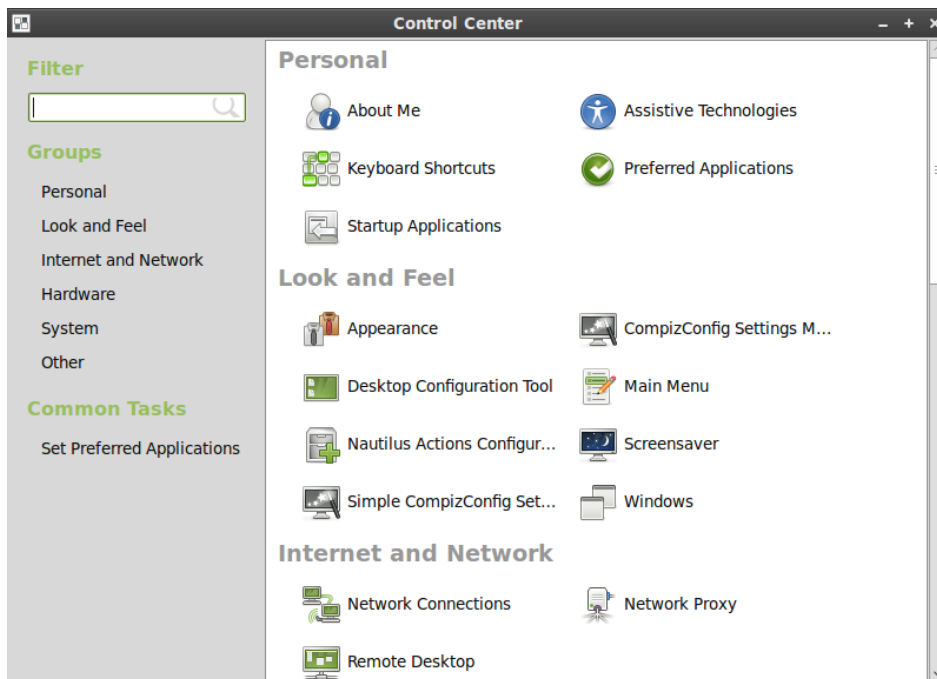 Control Center
Filter
Groups
Personal
Look and Feel
Internet and Network
Hardware
System
Other
Common Tasks
Set Preferred Applications
Personal
About Me
Assistive Technologies
Keyboard Shortcuts
Preferred Applications
Startup Applications
Look and Feel
Appearance
CompizConfig Settings M...
Desktop Configuration Tool
Main Menu
Nautilus Actions Configur...
Screensaver
Simple CompizConfig Set...
Windows
Internet and Network
Network Connections
Network Proxy
Remote Desktop